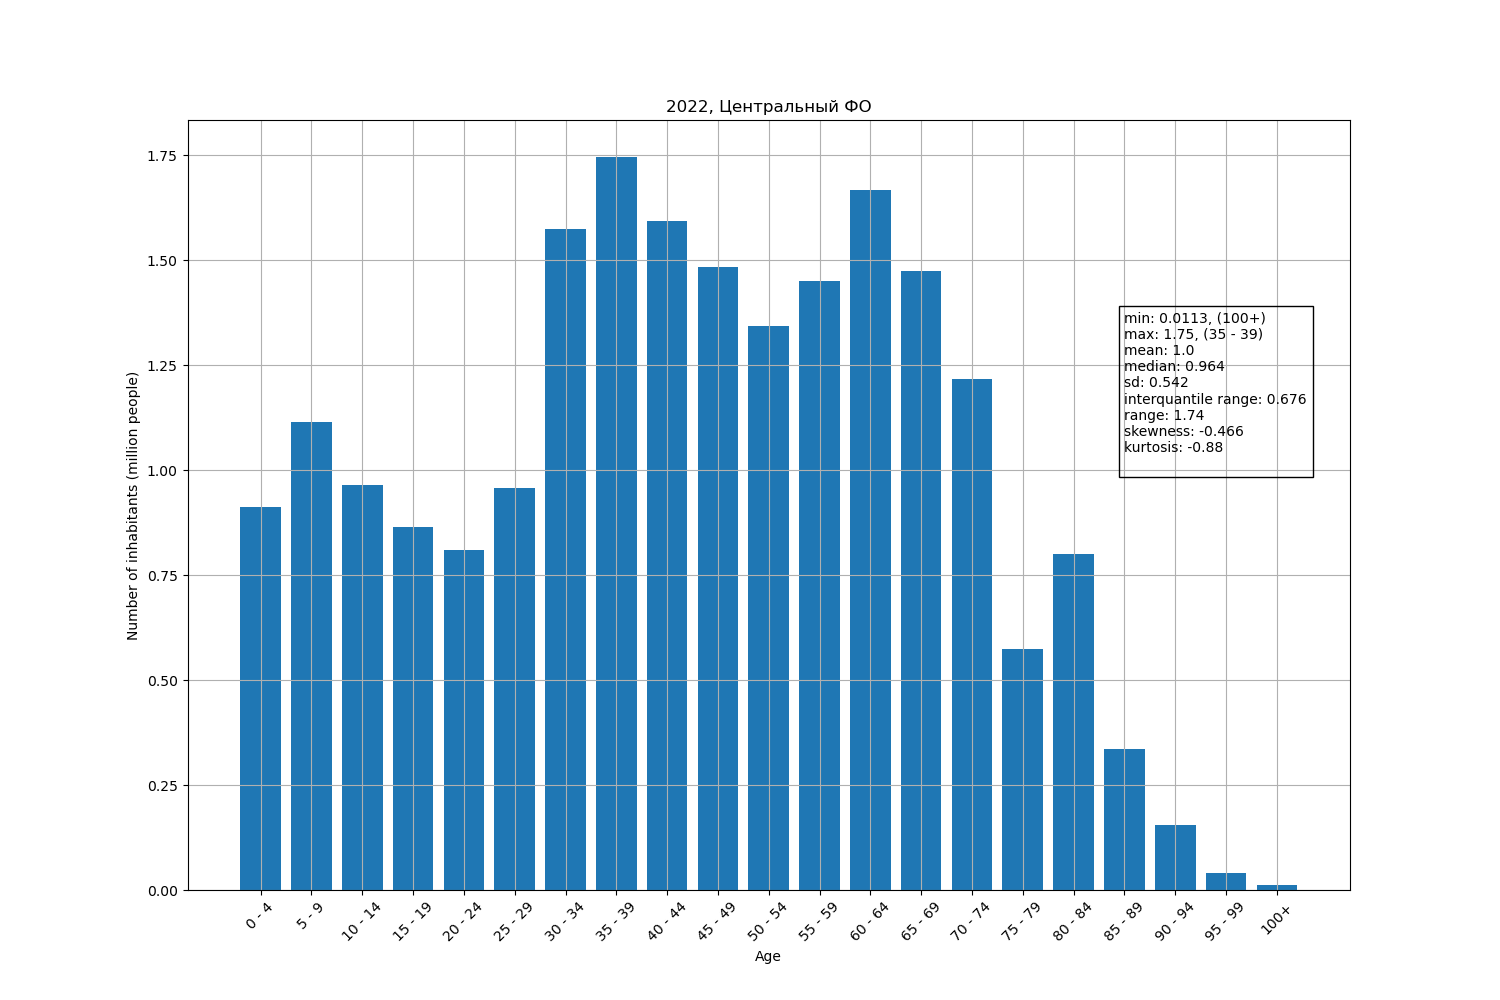 2022, Центральный ФО
Number of inhabitants (million people)
1.75
1.50
1.25
1.00
0.75
0.50
0.25
0.00
min: 0.0113, (100+)
max: 1.75, (35 - 39)
mean: 1.0
median: 0.964
sd: 0.542
interquantile range: 0.676
range: 1.74
skewness: -0.466
kurtosis: -0.88
0 - 4
5 - 9
10 - 14
15 - 19
20 - 24
25 - 29
30 - 34
35 - 39
40 - 44
45 - 49
50 - 54
55 - 59
60 - 64
65 - 69
70 - 74
75 - 79
80 - 84
85 - 89
90 - 94
95 - 99
100+
Age